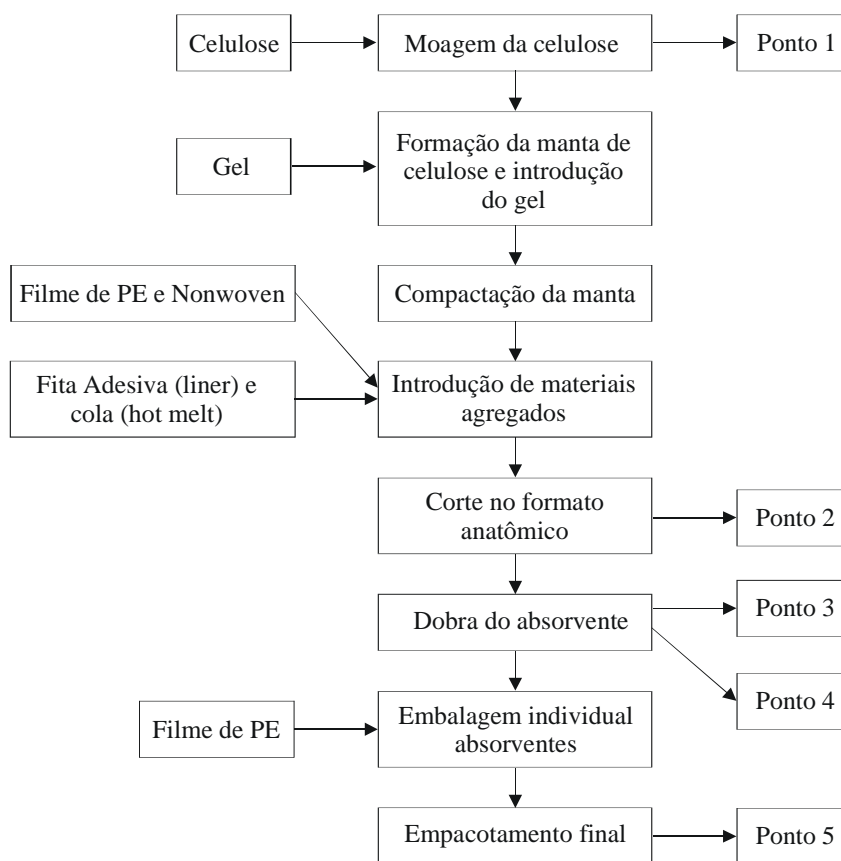 Celulose
Moagem da celulose
Ponto 1
Gel
Formação da manta de
celulose e introdução
do gel
Filme de PE e Nonwoven
Compactação da manta
Fita Adesiva (liner) e
cola (hot melt)
Introdução de materiais
agregados
Corte no formato
anatômico
Ponto 2
Dobra do absorvente
Ponto 3
Ponto 4
Filme de PE
Embalagem individual
absorventes
Empacotamento final
Ponto 5